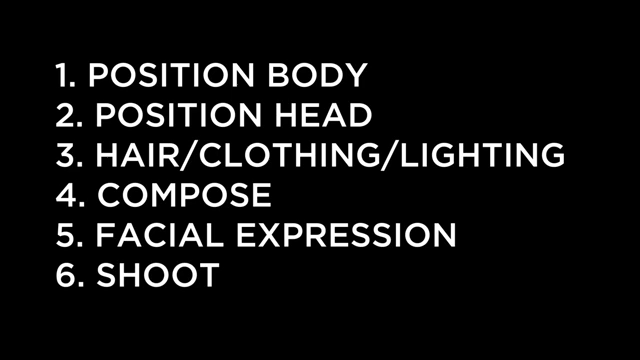 1. POSITION BODY
2. POSITION HEAD
3. HAIR/CLOTHING/LIGHTING
4. COMPOSE
5. FACIAL EXPRESSION
6. SHOOT